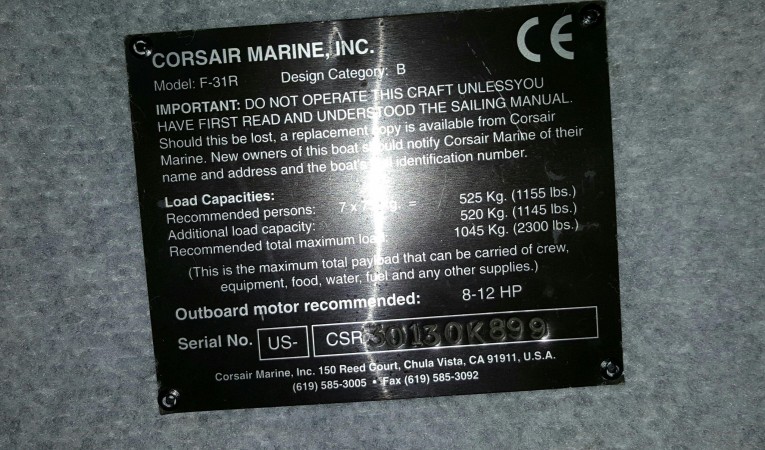 CORSAIR MARINE, INC. CE
Model: F-31R Design Category: B
IMPORTANT: DO NOT OPERATE THIS CRAFT UNLESSYOU
HAVE FIRST READ AND UNDERSTOOD THE SAILING MANUAL.
Should this be lost, a replacement copy is available from Corsair
Marine. New owners of this boat should notify Corsair Marine of their
name and address and the boat's identification number.
Load Capacities:
Recommended persons: 7 x = 525 Kg. (1155 lbs.)
Additional load capacity: 520 Kg. (1145 lbs.)
Recommended total maximum load: 1045 Kg. (2300 lbs.)
(This is the maximum total payload that can be carried of crew,
equipment, food, water, fuel and any other supplies.)
Outboard motor recommended: 8-12 HP
Serial No. US- CSR30130K899
Corsair Marine, Inc. 150 Reed Court, Chula Vista, CA 91911, U.S.A.
(619) 585-3005 • Fax (619) 585-3092